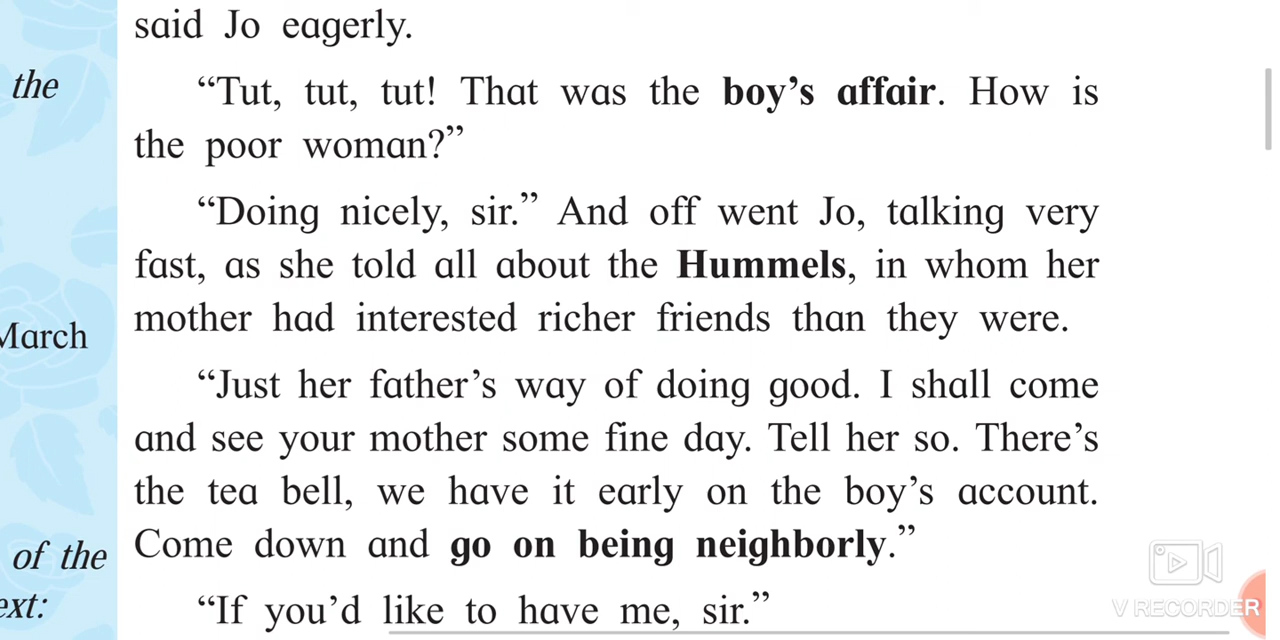 said Jo eagerly.
the
“Tut, tut, tut! That was the boy’s affair. How is
the poor woman?”
“Doing nicely, sir.” And off went Jo, talking very
fast, as she told all about the Hummels, in whom her
mother had interested richer friends than they were.
March
“Just her father’s way of doing good. I shall come
and see your mother some fine day. Tell her so. There’s
the tea bell, we have it early on the boy’s account.
Come down and go on being neighborly.”
of the
ext:
“If you’d like to have me, sir.”
V RECORDER